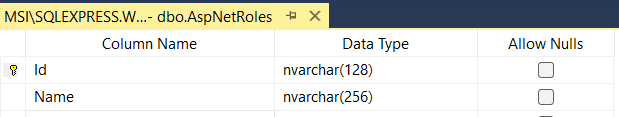 MSI\SQLEXPRESS.W...- dbo.AspNetRoles
Column Name Data Type Allow Nulls
Id nvarchar(128)
Name nvarchar(256)